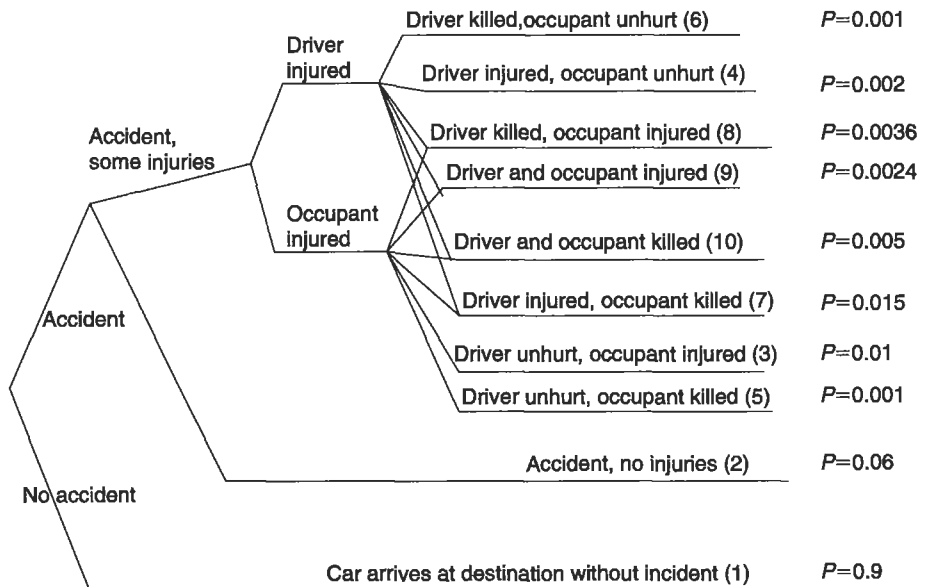 Driver killed,occupant unhurt (6) P=0.001
Driver
injured
Driver injured, occupant unhurt (4) P=0.002
Accident,
some injuries
Driver killed, occupant injured (8) P=0.0036
Driver and occupant injured (9) P=0.0024
Occupant
injured
Driver and occupant killed (10) P=0.005
Driver injured, occupant killed (7) P=0.015
Accident
Driver unhurt, occupant injured (3) P=0.01
Driver unhurt, occupant killed (5) P=0.001
Accident, no injuries (2) P=0.06
No accident
Car arrives at destination without incident (1) P=0.9